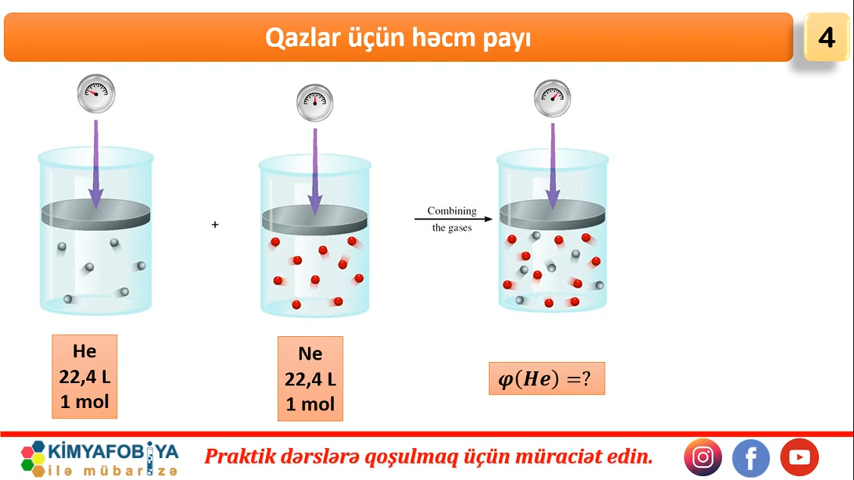 Qazlar üçün həcm payı
4
+
Combining
the gases
He
22,4 L
1 mol
Ne
22,4 L
1 mol
φ(He) =?
KİMYAFOBİYA
ilə mübarizə
Praktik dərslərə qoşulmaq üçün müraciət edin.